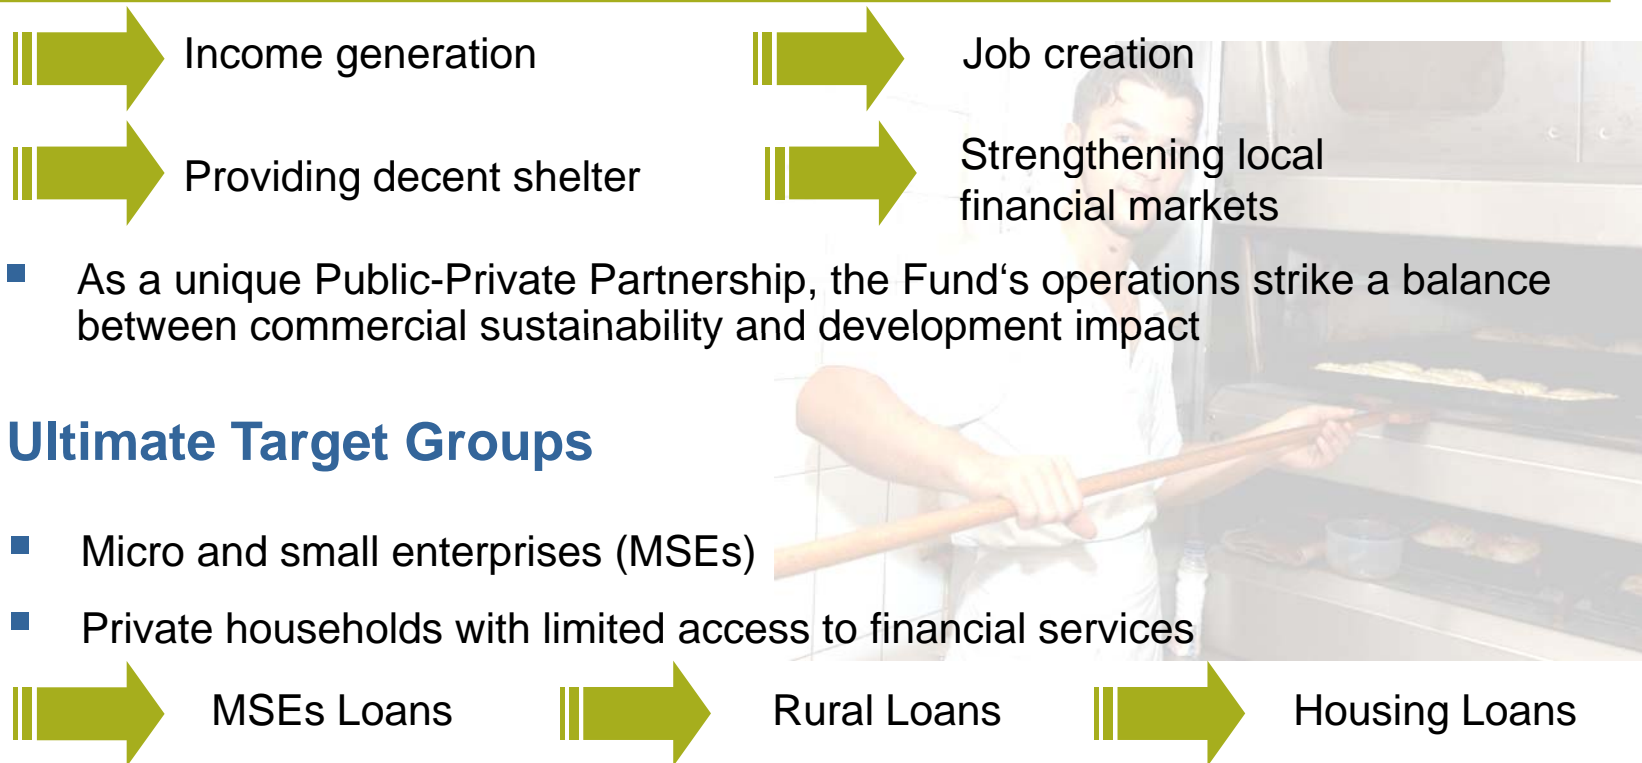 Income generation
Job creation
Providing decent shelter
Strengthening local
financial markets
As a unique Public-Private Partnership, the Fund‘s operations strike a balance
between commercial sustainability and development impact
Ultimate Target Groups
Micro and small enterprises (MSEs)
Private households with limited access to financial services
MSEs Loans
Rural Loans
Housing Loans